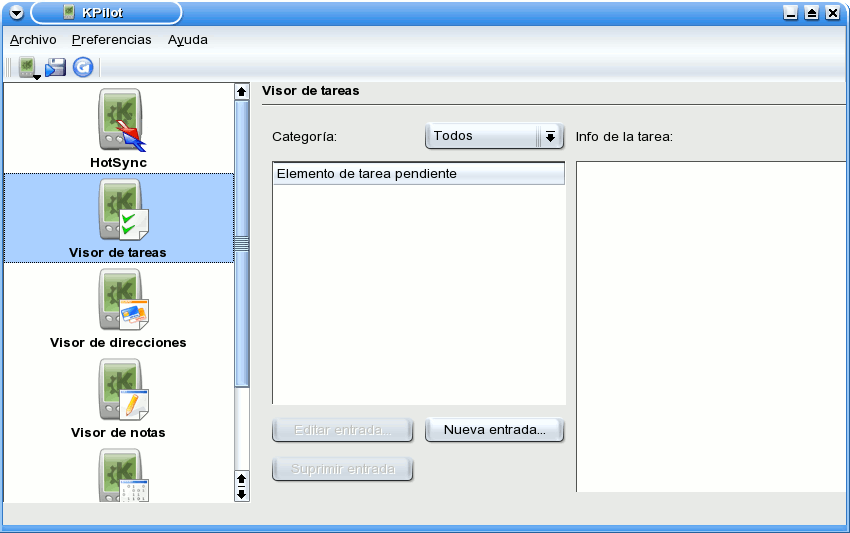 KPilot
Archivo Preferencias Ayuda
HotSync
Visor de tareas
Visor de direcciones
Visor de notas
Visor de tareas
Categoría: Todos Info de la tarea:
Elemento de tarea pendiente
Editar entrada... Nueva entrada...
Suprimir entrada